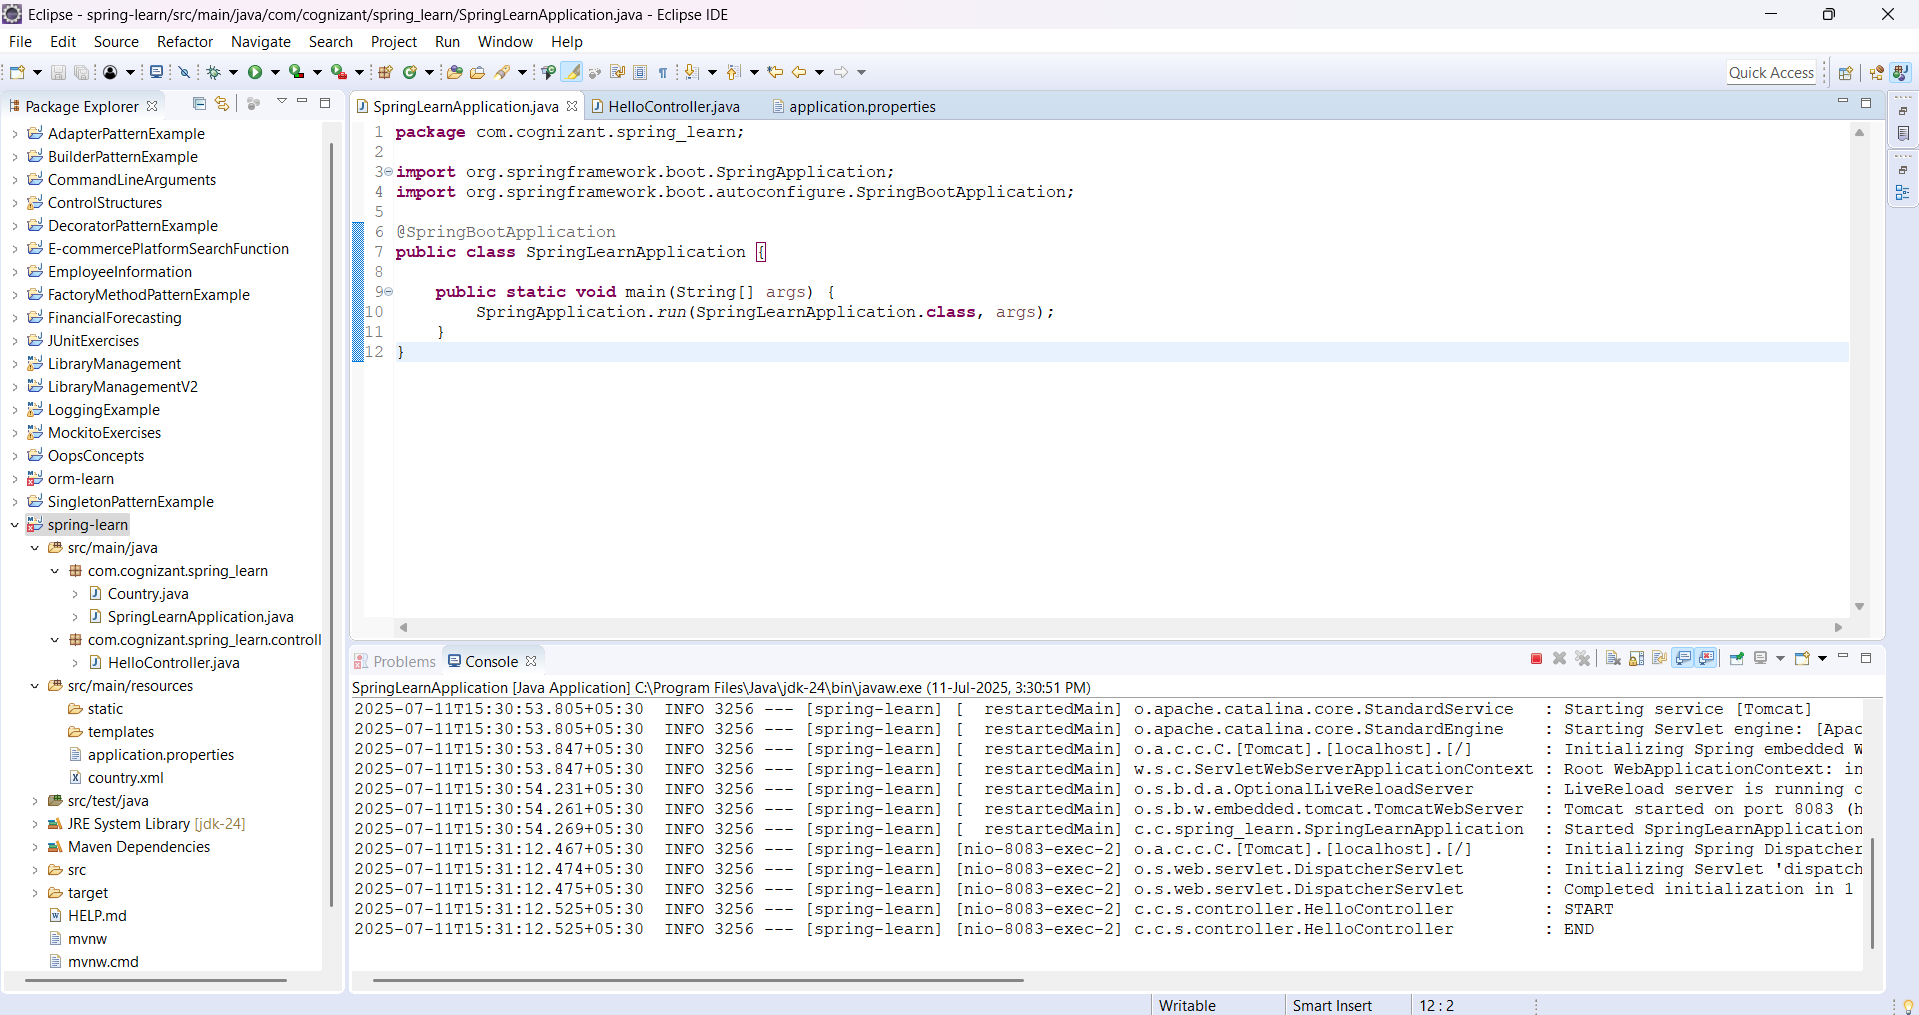 Eclipse - spring-learn/src/main/java/com/cognizant/spring_learn/SpringLearnApplication.java - Eclipse IDE
File Edit Source Refactor Navigate Search Project Run Window Help
Quick Access
Package Explorer
AdapterPatternExample
BuilderPatternExample
CommandLineArguments
ControlStructures
DecoratorPatternExample
E-commercePlatformSearchFunction
EmployeeInformation
FactoryMethodPatternExample
FinancialForecasting
JUnitExercises
LibraryManagement
LibraryManagementV2
LoggingExample
MockitoExercises
OopsConcepts
orm-learn
SingletonPatternExample
spring-learn
src/main/java
com.cognizant.spring_learn
Country.java
SpringLearnApplication.java
com.cognizant.spring_learn.controll
HelloController.java
src/main/resources
static
templates
application.properties
country.xml
src/test/java
JRE System Library [jdk-24]
Maven Dependencies
src
target
HELP.md
mvnw
mvnw.cmd
SpringLearnApplication.java HelloController.java application.properties
1 package com.cognizant.spring_learn;
2
3 import org.springframework.boot.SpringApplication;
4 import org.springframework.boot.autoconfigure.SpringBootApplication;
5
6 @SpringBootApplication
7 public class SpringLearnApplication {
8
9 public static void main(String[] args) {
10 SpringApplication.run(SpringLearnApplication.class, args);
11 }
12 }
Problems Console
SpringLearnApplication [Java Application] C:\Program Files\Java\jdk-24\bin\javaw.exe (11-Jul-2025, 3:30:51 PM)
2025-07-11T15:30:53.805+05:30 INFO 3256 --- [spring-learn] [ restartedMain] o.apache.catalina.core.StandardService : Starting service [Tomcat]
2025-07-11T15:30:53.805+05:30 INFO 3256 --- [spring-learn] [ restartedMain] o.apache.catalina.core.StandardEngine : Starting Servlet engine: [Apac
2025-07-11T15:30:53.847+05:30 INFO 3256 --- [spring-learn] [ restartedMain] o.a.c.c.C.[Tomcat].[localhost].[/] : Initializing Spring embedded W
2025-07-11T15:30:53.847+05:30 INFO 3256 --- [spring-learn] [ restartedMain] w.s.c.ServletWebServerApplicationContext : Root WebApplicationContext: in
2025-07-11T15:30:54.231+05:30 INFO 3256 --- [spring-learn] [ restartedMain] o.s.b.d.a.OptionalLiveReloadServer : LiveReload server is running o
2025-07-11T15:30:54.261+05:30 INFO 3256 --- [spring-learn] [ restartedMain] o.s.b.w.embedded.tomcat.TomcatWebServer : Tomcat started on port 8083 (h
2025-07-11T15:30:54.269+05:30 INFO 3256 --- [spring-learn] [ restartedMain] c.c.spring_learn.SpringLearnApplication : Started SpringLearnApplication
2025-07-11T15:31:12.467+05:30 INFO 3256 --- [spring-learn] [nio-8083-exec-2] o.a.c.c.C.[Tomcat].[localhost].[/] : Initializing Spring Dispatcher
2025-07-11T15:31:12.474+05:30 INFO 3256 --- [spring-learn] [nio-8083-exec-2] o.s.web.servlet.DispatcherServlet : Initializing Servlet 'dispatch
2025-07-11T15:31:12.475+05:30 INFO 3256 --- [spring-learn] [nio-8083-exec-2] o.s.web.servlet.DispatcherServlet : Completed initialization in 1
2025-07-11T15:31:12.525+05:30 INFO 3256 --- [spring-learn] [nio-8083-exec-2] c.c.s.controller.HelloController : START
2025-07-11T15:31:12.525+05:30 INFO 3256 --- [spring-learn] [nio-8083-exec-2] c.c.s.controller.HelloController : END
Writable Smart Insert 12 : 2